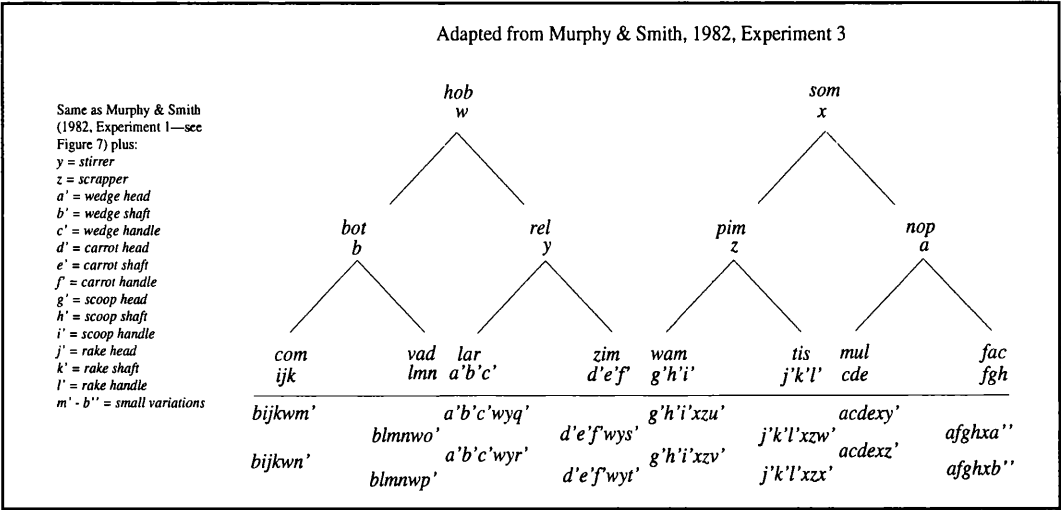 Adapted from Murphy & Smith, 1982, Experiment 3
Same as Murphy & Smith
(1982, Experiment 1—see
Figure 7) plus:
y = stirrer
z = scrapper
a' = wedge head
b' = wedge shaft
c' = wedge handle
d' = carrot head
e' = carrot shaft
f' = carrot handle
g' = scoop head
h' = scoop shaft
i' = scoop handle
j' = rake head
k' = rake shaft
l' = rake handle
m' - b'' = small variations
hob som
w x
bot rel pim nop
b y z a
com vad lar zim wam tis mul fac
ijk lmn a'b'c' d'e'f' g'h'i' j'k'l' cde fgh
bijkwm' a'b'c'wyq' g'h'i'xzu' acdexy'
blmnwo' d'e'f'wys' j'k'l'xzw' afghxa''
bijkwn' a'b'c'wyr' g'h'i'xzv' acdexz'
blmnwp' d'e'f'wyt' j'k'l'xzx' afghxb''